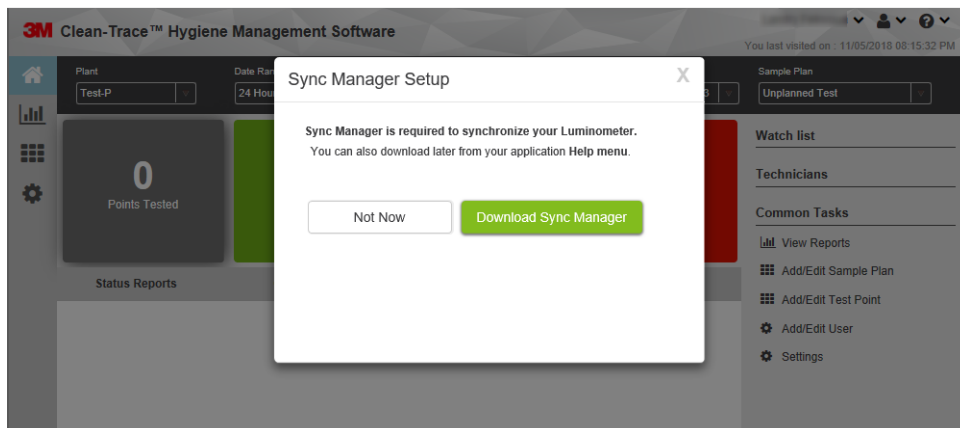 3M Clean-Trace™ Hygiene Management Software
You last visited on : 11/05/2018 08:15:32 PM
Plant
Date Ran
Sample Plan
Test-P
24 Hou
3
Unplanned Test
Sync Manager Setup
X
Sync Manager is required to synchronize your Luminometer.
You can also download later from your application Help menu.
Not Now
Download Sync Manager
0
Points Tested
Status Reports
Watch list
Technicians
Common Tasks
View Reports
Add/Edit Sample Plan
Add/Edit Test Point
Add/Edit User
Settings